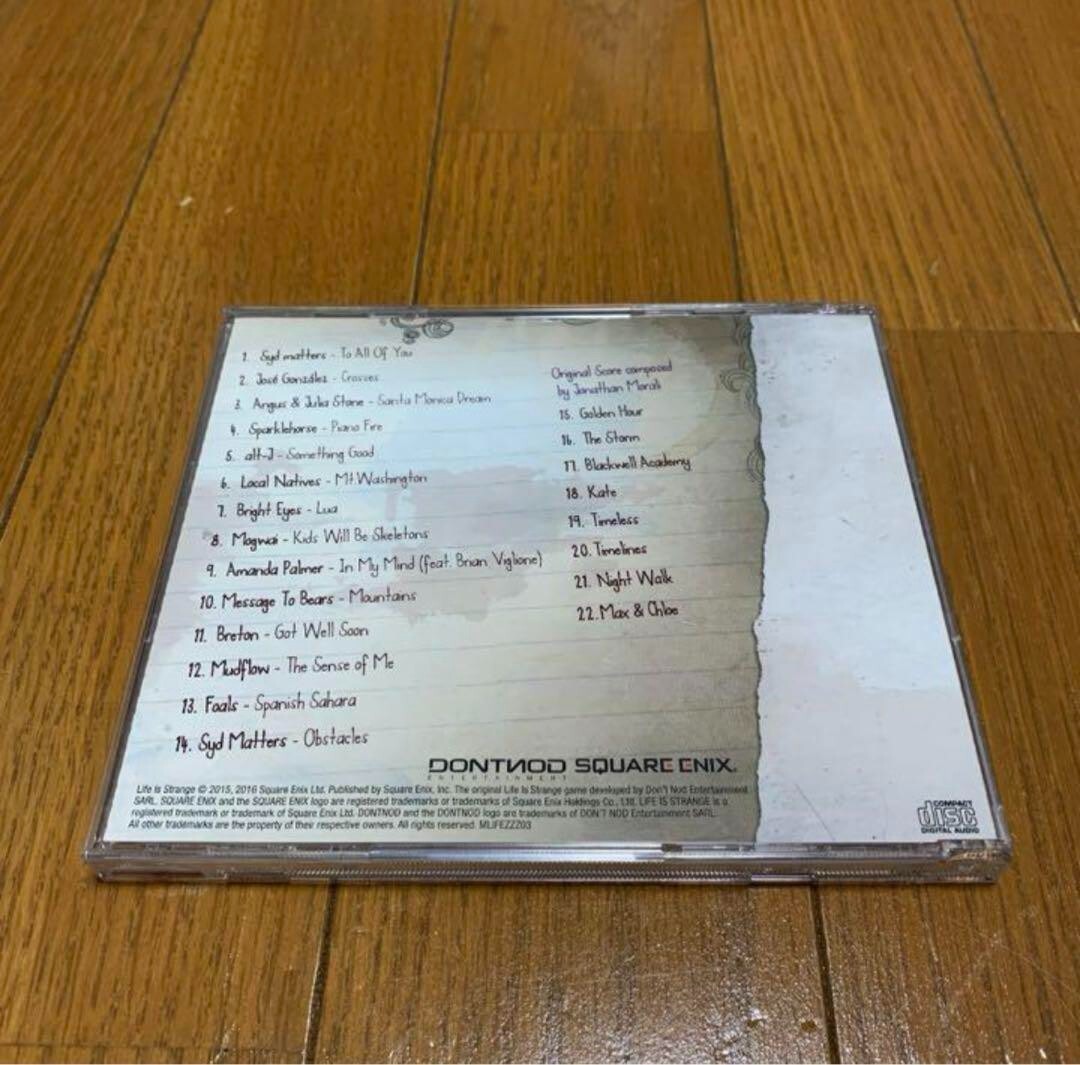 1. Syd matters - To All Of You
2. José González - Crosses
3. Angus & Julia Stone - Santa Monica Dream
4. Sparklehorse - Piano Fire
5. alt-J - Something Good
6. Local Natives - Mt Washington
7. Bright Eyes - Lua
8. Mogwai - Kids Will Be Skeletons
9. Amanda Palmer - In My Mind (feat. Brian Viglione)
10. Message To Bears - Mountains
11. Breton - Got Well Soon
12. Mudflow - The Sense of Me
13. Foals - Spanish Sahara
14. Syd Matters - Obstacles
Original Score composed
by Jonathan Morali
15. Golden Hour
16. The Storm
17. Blackwell Academy
18. Kate
19. Timeless
20. Timelines
21. Night Walk
22. Max & Chloe
DONTNOD SQUARE ENIX.
ENTERTAINMENT
Life Is Strange © 2015, 2016 Square Enix Ltd. Published by Square Enix, Inc. The original Life Is Strange game developed by Don't Nod Entertainment
SARL. SQUARE ENIX and the SQUARE ENIX logo are registered trademarks or trademarks of Square Enix Holdings Co., Ltd. LIFE IS STRANGE is a
registered trademark or trademark of Square Enix Ltd. DONTNOD and the DONTNOD logo are trademarks of DON'T NOD Entertainment SARL.
All other trademarks are the property of their respective owners. All rights reserved. MLIFEZZZ03
COMPACT
disc
DIGITAL AUDIO